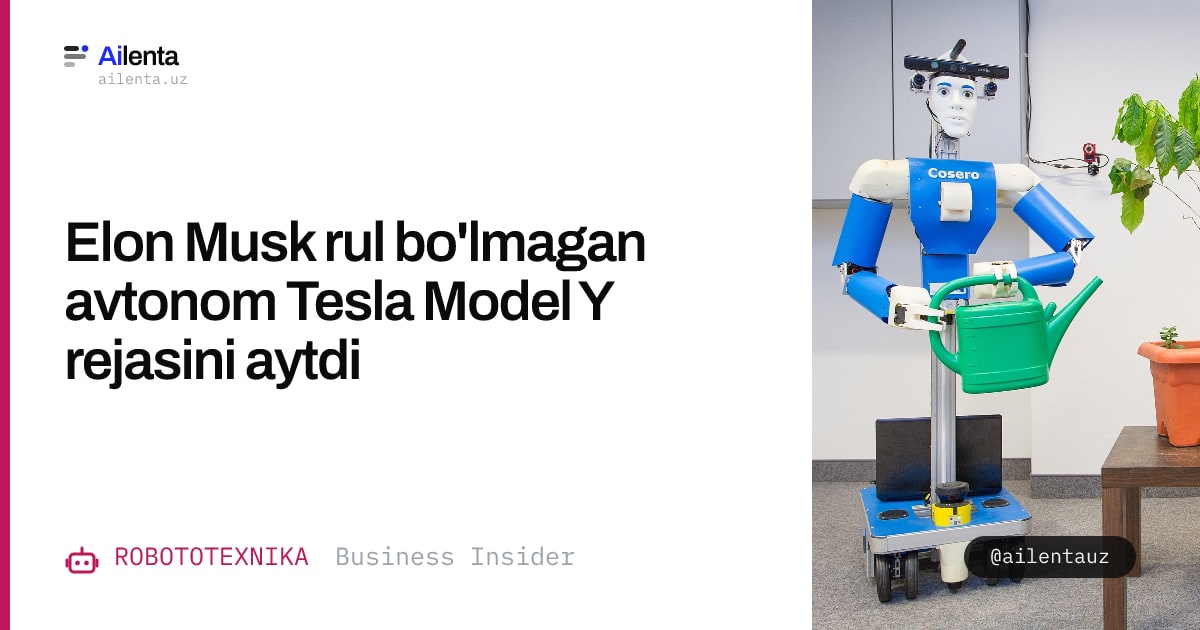 Ailenta
ailenta.uz
Elon Musk rul bo'lmagan
avtonom Tesla Model Y
rejasini aytdi
ROBOTOTEXNIKA Business Insider
Cosero
@ailentauz